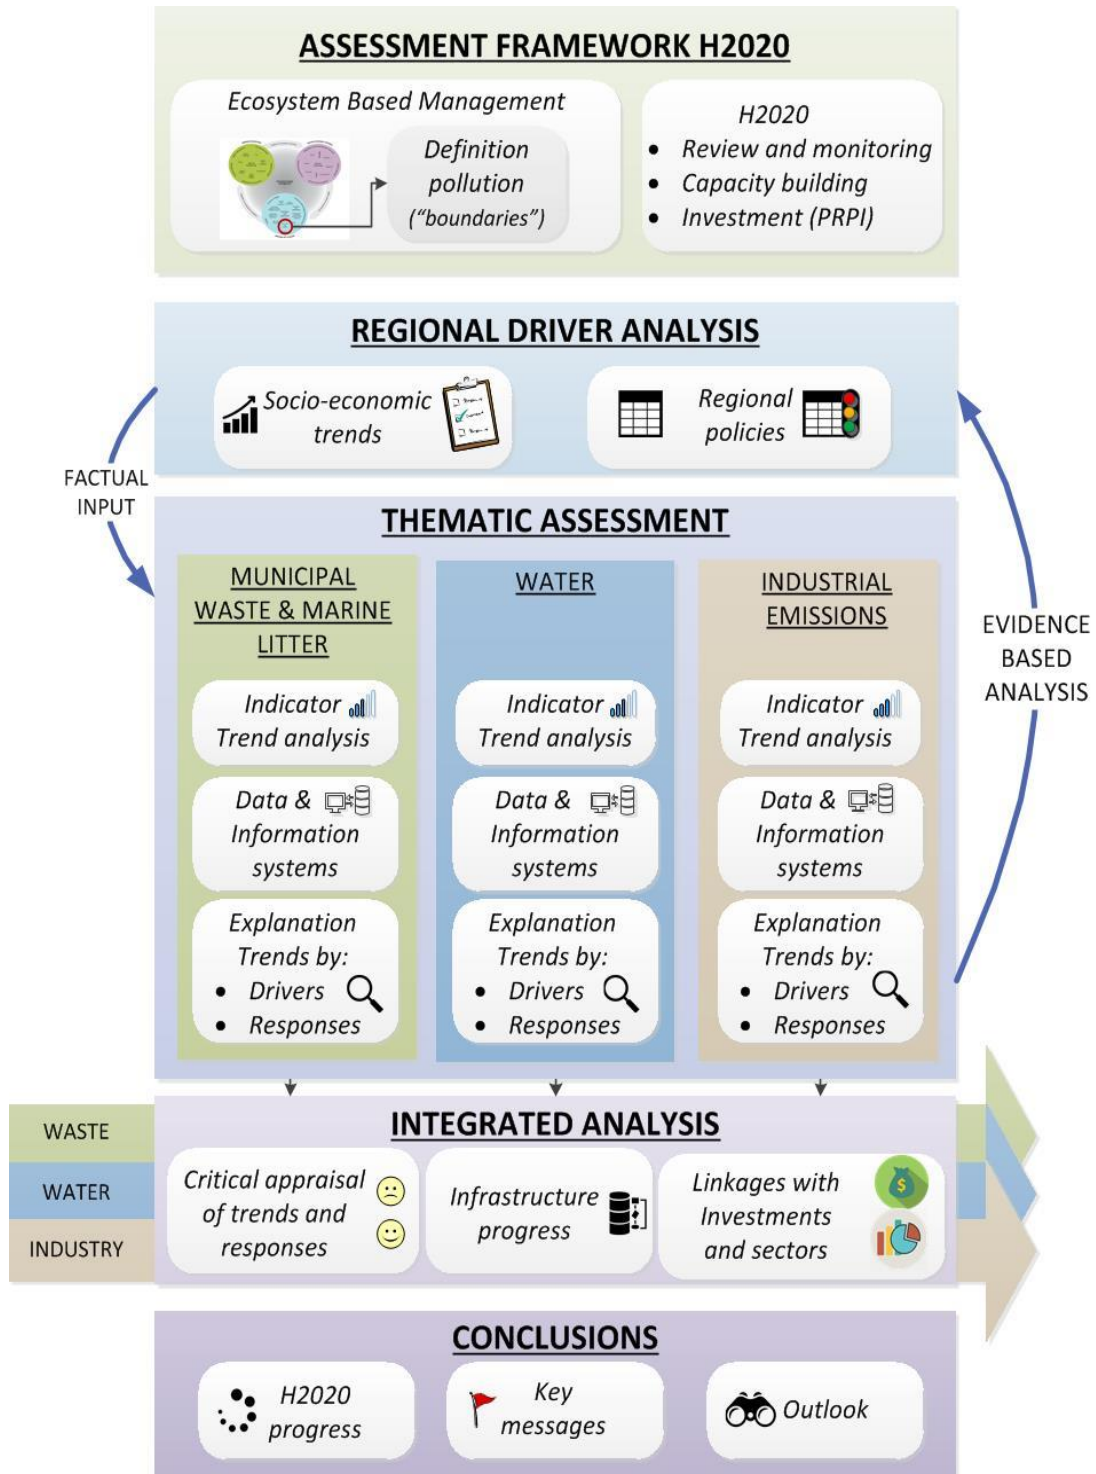 ASSESSMENT FRAMEWORK H2020
Ecosystem Based Management
Definition
pollution
("boundaries")
H2020
• Review and monitoring
• Capacity building
• Investment (PRPI)
REGIONAL DRIVER ANALYSIS
Socio-economic
trends
Regional
policies
FACTUAL
INPUT
THEMATIC ASSESSMENT
MUNICIPAL
WASTE & MARINE
LITTER
Indicator
Trend analysis
Data &
Information
systems
Explanation
Trends by:
• Drivers
• Responses
WATER
Indicator
Trend analysis
Data &
Information
systems
Explanation
Trends by:
• Drivers
• Responses
INDUSTRIAL
EMISSIONS
Indicator
Trend analysis
Data &
Information
systems
Explanation
Trends by:
• Drivers
• Responses
EVIDENCE
BASED
ANALYSIS
WASTE
WATER
INDUSTRY
INTEGRATED ANALYSIS
Critical appraisal
of trends and
responses
Infrastructure
progress
Linkages with
Investments
and sectors
$
CONCLUSIONS
H2020
progress
Key
messages
Outlook